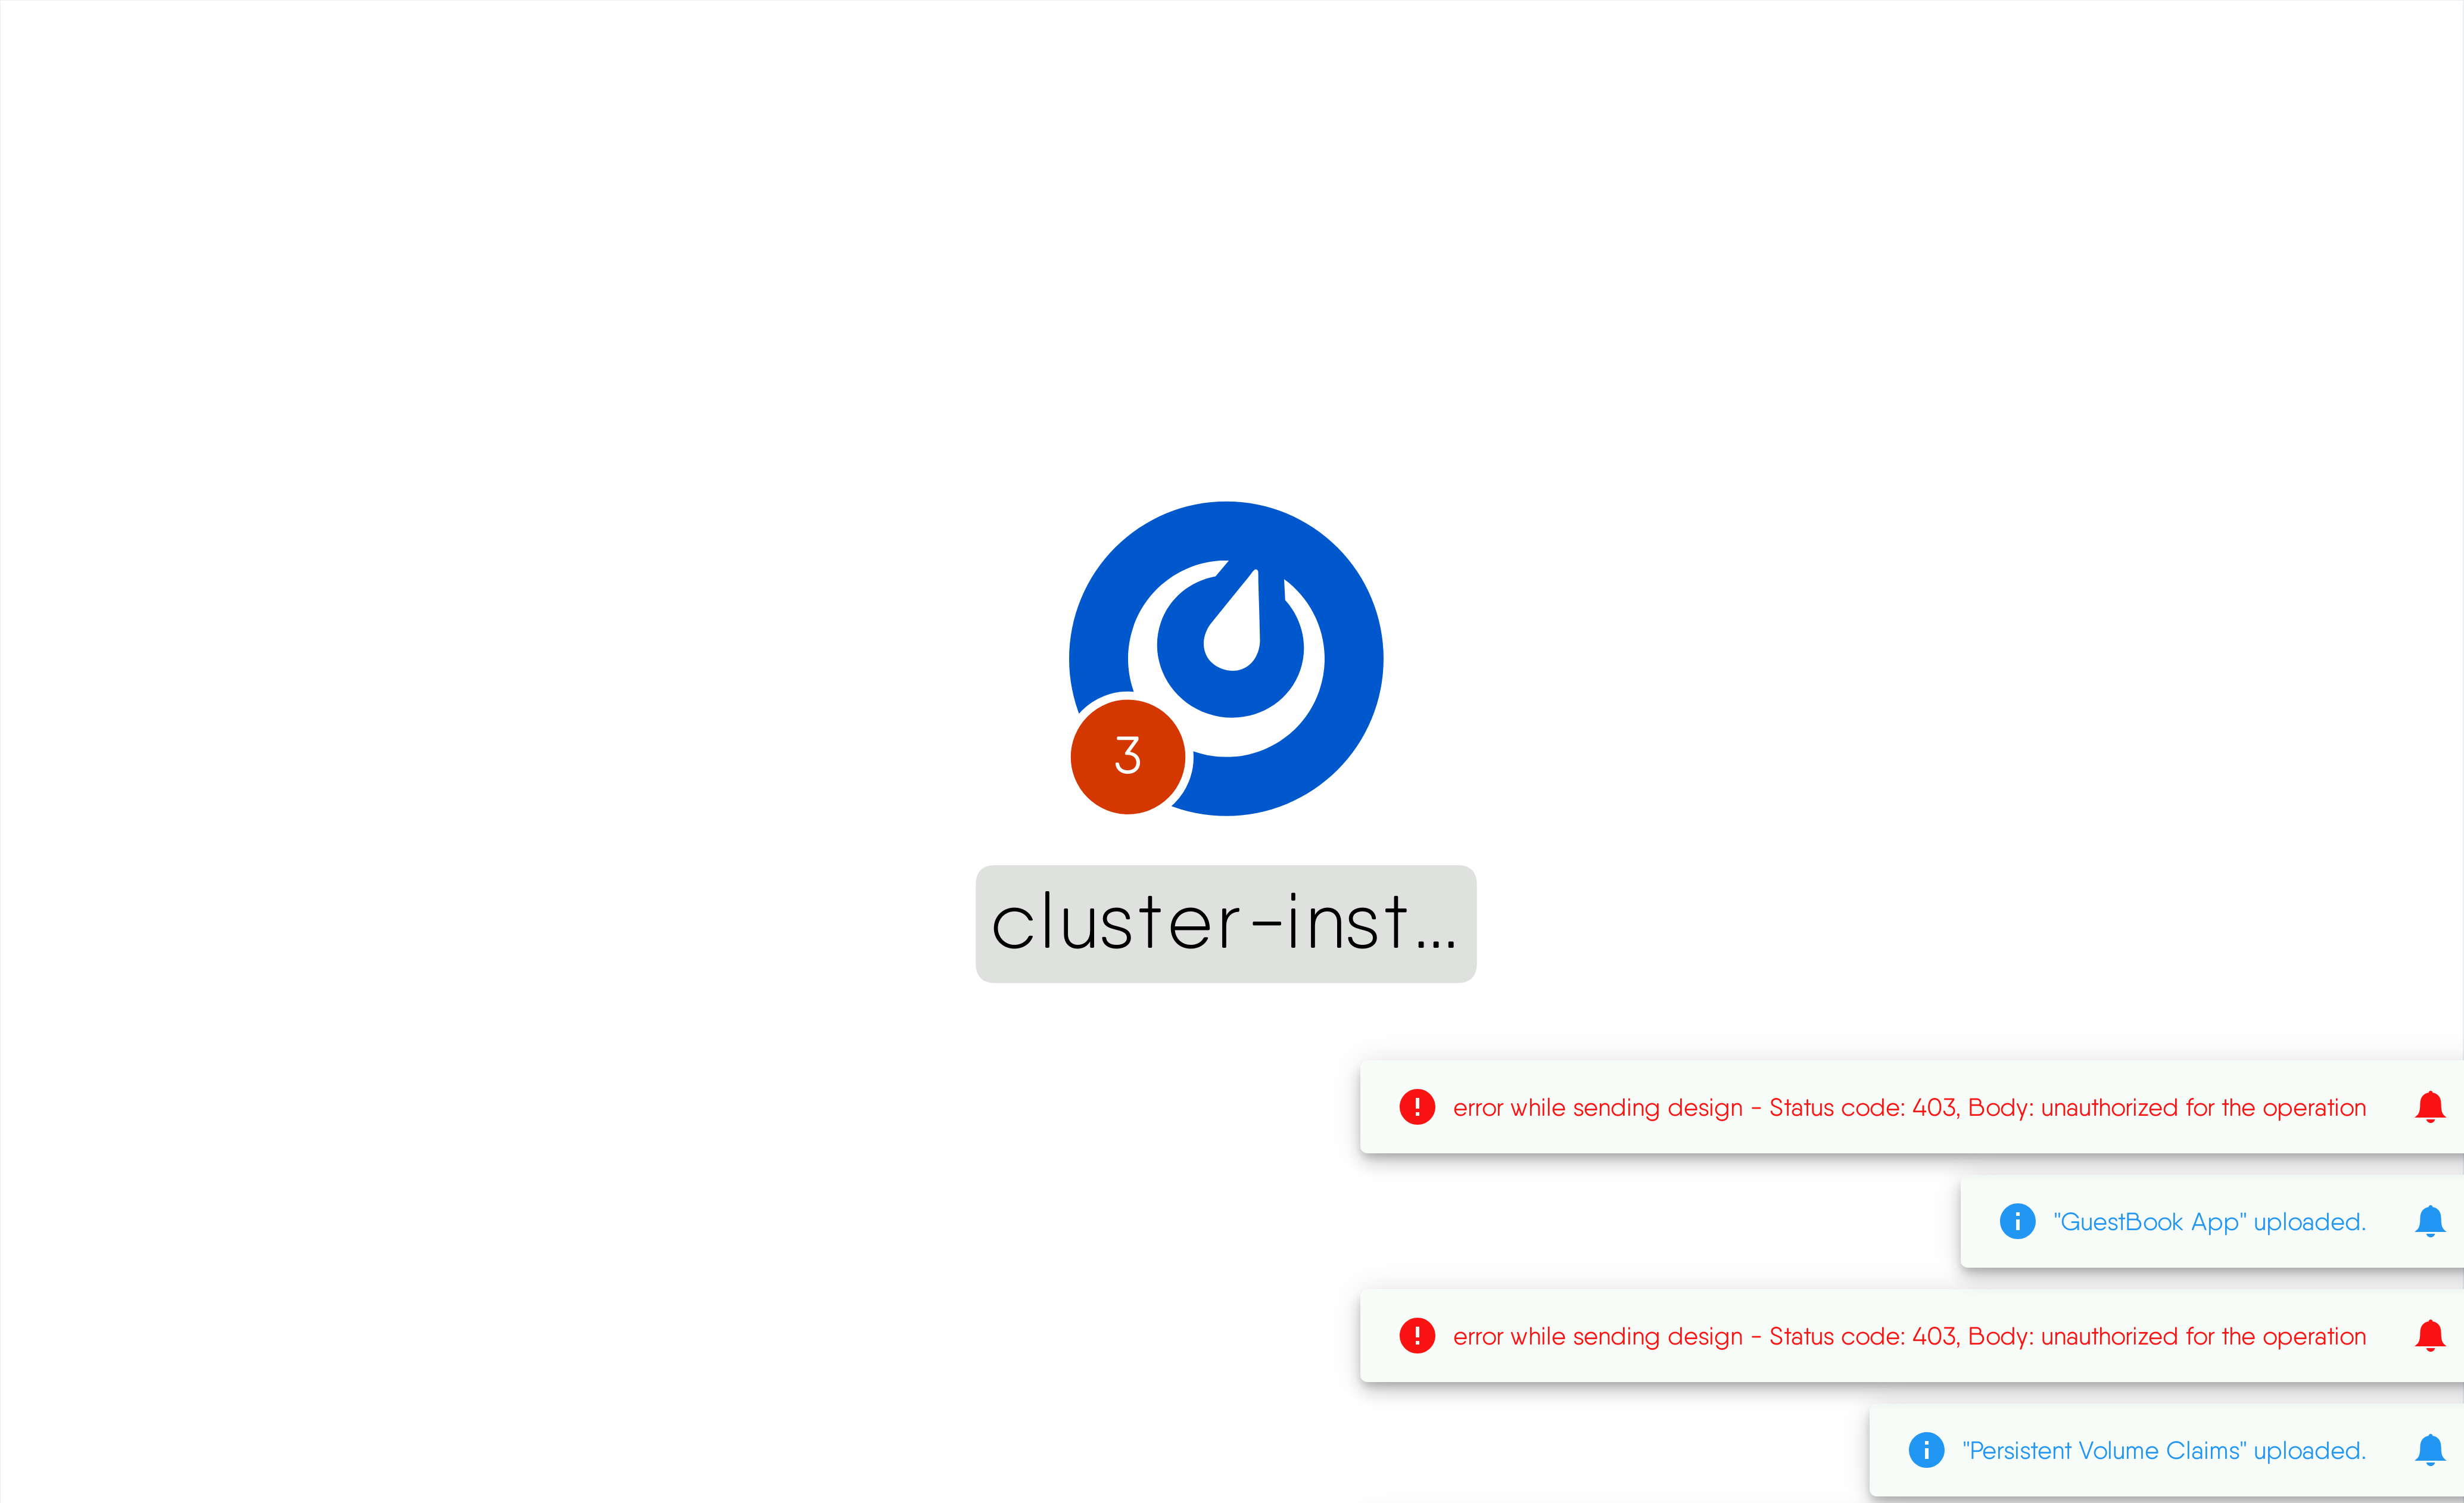 3
cluster-inst...
error while sending design - Status code: 403, Body: unauthorized for the operation
"GuestBook App" uploaded.
error while sending design - Status code: 403, Body: unauthorized for the operation
"Persistent Volume Claims" uploaded.